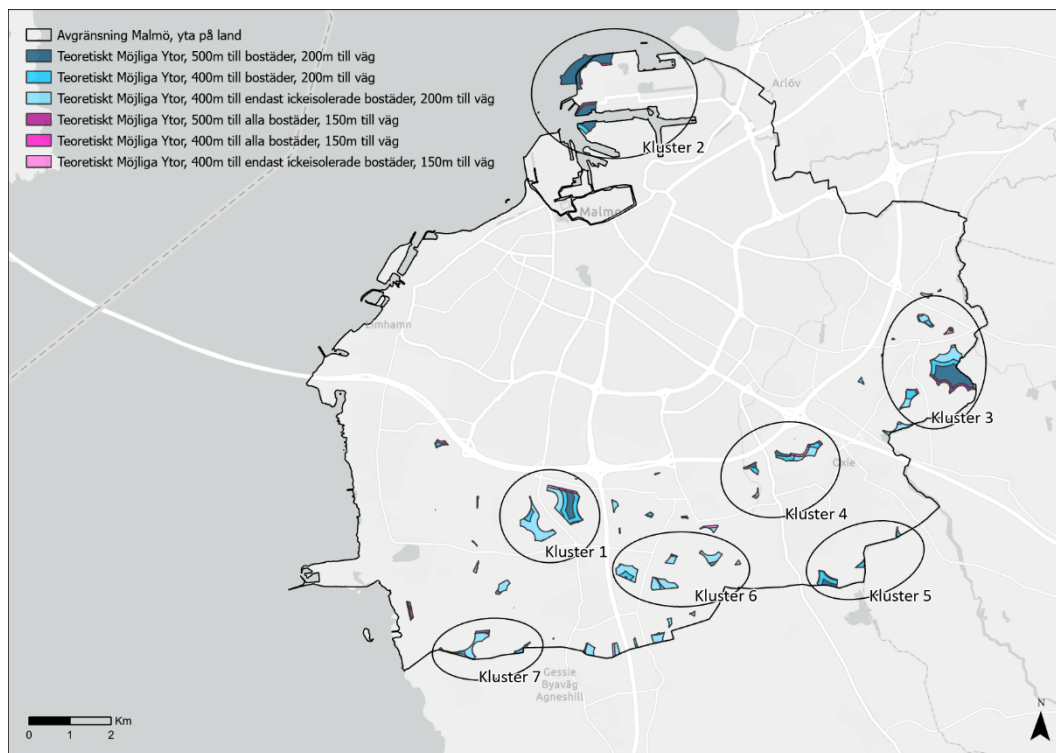 Avgränsning Malmö, yta på land
Teoretiskt Möjliga Ytor, 500m till bostäder, 200m till väg
Teoretiskt Möjliga Ytor, 400m till bostäder, 200m till väg
Teoretiskt Möjliga Ytor, 400m till endast ickeisolerade bostäder, 200m till väg
Teoretiskt Möjliga Ytor, 500m till alla bostäder, 150m till väg
Teoretiskt Möjliga Ytor, 400m till alla bostäder, 150m till väg
Teoretiskt Möjliga Ytor, 400m till endast ickeisolerade bostäder, 150m till väg
Arlöv
Kluster 2
Malmö
Limhamn
Kluster 3
Oxie
Kluster 4
Kluster 1
Kluster 6
Kluster 5
Kluster 7
Gessie
Byaväg
Agneshill
Km
0 1 2
N